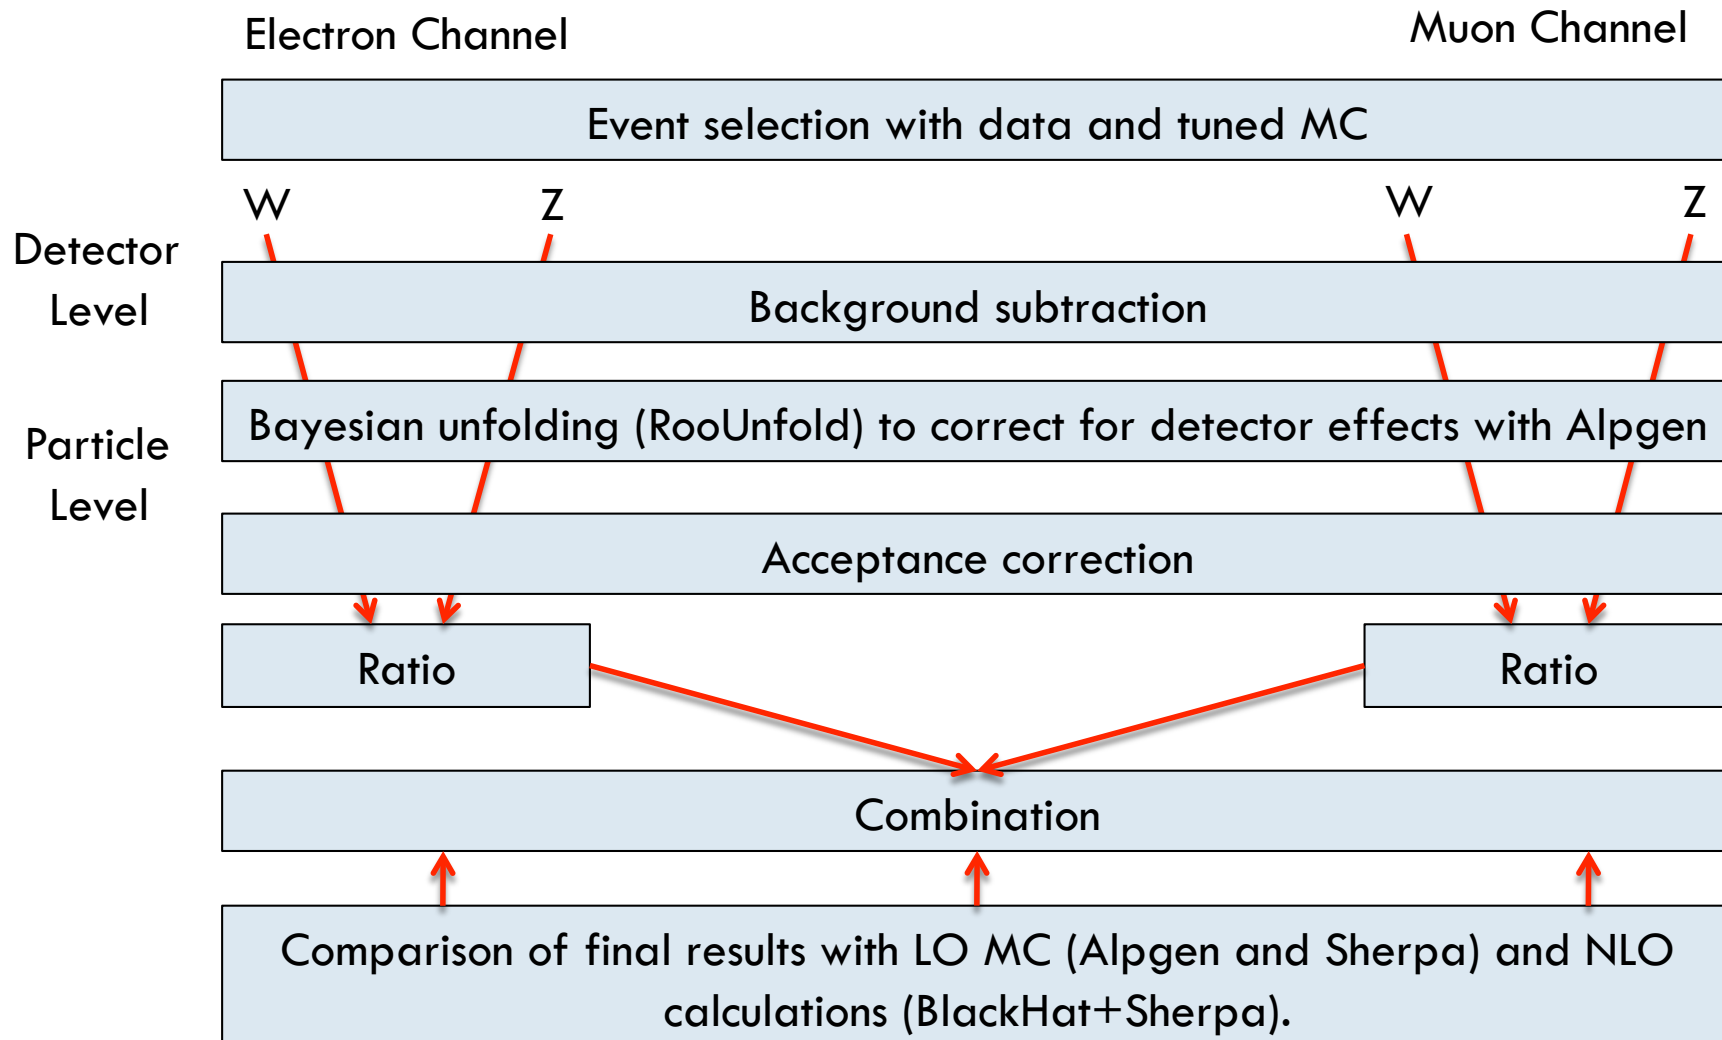 Electron Channel
Muon Channel
Event selection with data and tuned MC
W
Z
W
Z
Detector
Level
Background subtraction
Bayesian unfolding (RooUnfold) to correct for detector effects with Alpgen
Particle
Level
Acceptance correction
Ratio
Ratio
Combination
Comparison of final results with LO MC (Alpgen and Sherpa) and NLO
calculations (BlackHat+Sherpa).